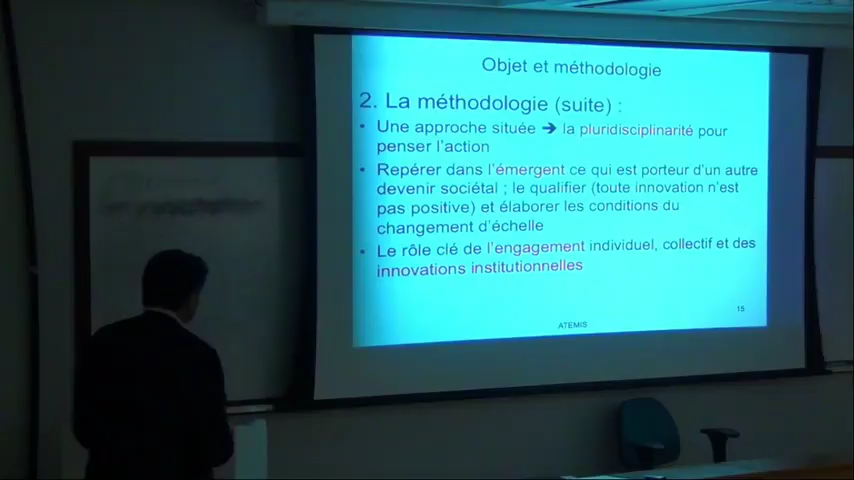 Objet et méthodologie
2. La méthodologie (suite) :
• Une approche située ➔ la pluridisciplinarité pour
penser l'action
• Repérer dans l'émergent ce qui est porteur d'un autre
devenir sociétal ; le qualifier (toute innovation n'est
pas positive) et élaborer les conditions du
changement d'échelle
• Le rôle clé de l'engagement individuel, collectif et des
innovations institutionnelles
15
ATEMIS